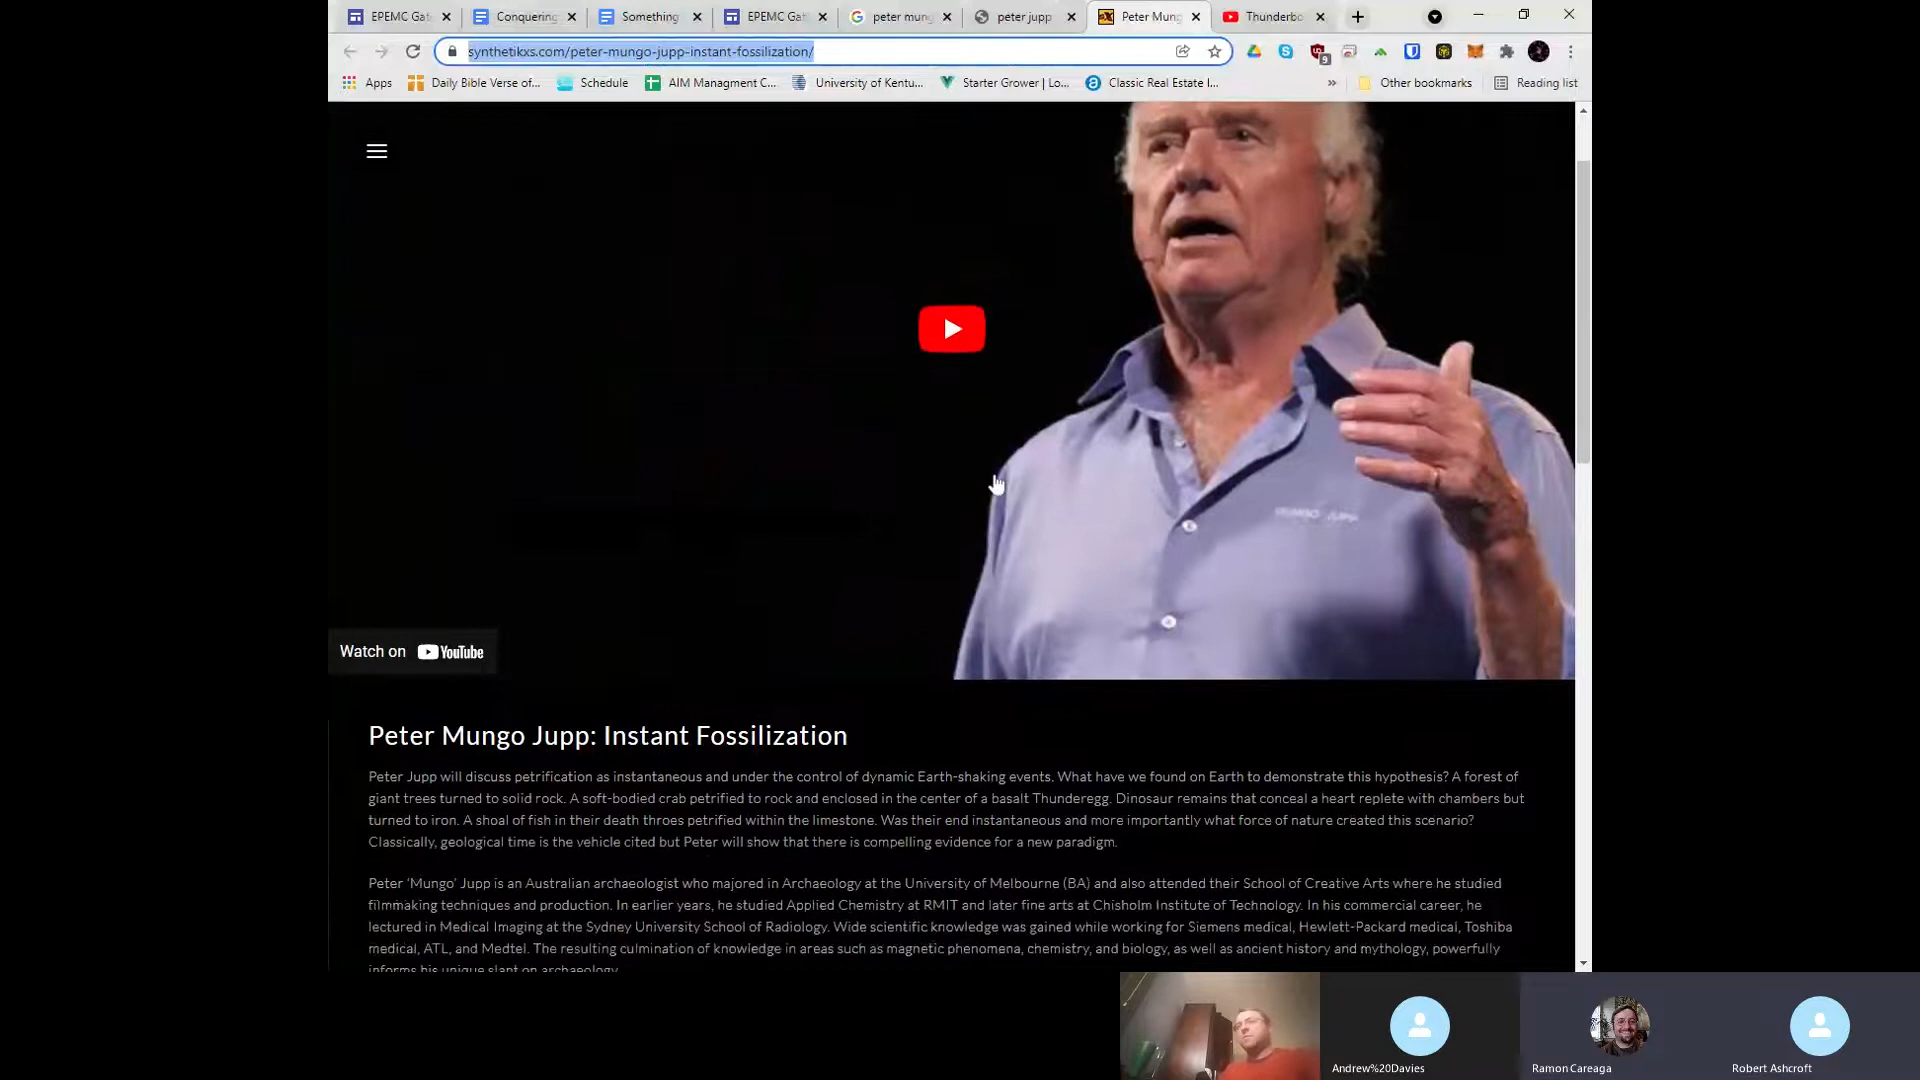 EPEMC Gat
Conquering
Something
EPEMC Gat
peter mung
peter jupp
Peter Mung
Thunderbo
synthetikxs.com/peter-mungo-jupp-instant-fossilization/
9
Apps
Daily Bible Verse of...
Schedule
AIM Managment C...
University of Kentu...
Starter Grower | Lo...
Classic Real Estate I...
»
Other bookmarks
Reading list
MUNGO JUPP
Watch on YouTube
Peter Mungo Jupp: Instant Fossilization
Peter Jupp will discuss petrification as instantaneous and under the control of dynamic Earth-shaking events. What have we found on Earth to demonstrate this hypothesis? A forest of
giant trees turned to solid rock. A soft-bodied crab petrified to rock and enclosed in the center of a basalt Thunderegg. Dinosaur remains that conceal a heart replete with chambers but
turned to iron. A shoal of fish in their death throes petrified within the limestone. Was their end instantaneous and more importantly what force of nature created this scenario?
Classically, geological time is the vehicle cited but Peter will show that there is compelling evidence for a new paradigm.
Peter ‘Mungo’ Jupp is an Australian archaeologist who majored in Archaeology at the University of Melbourne (BA) and also attended their School of Creative Arts where he studied
filmmaking techniques and production. In earlier years, he studied Applied Chemistry at RMIT and later fine arts at Chisholm Institute of Technology. In his commercial career, he
lectured in Medical Imaging at the Sydney University School of Radiology. Wide scientific knowledge was gained while working for Siemens medical, Hewlett-Packard medical, Toshiba
medical, ATL, and Medtel. The resulting culmination of knowledge in areas such as magnetic phenomena, chemistry, and biology, as well as ancient history and mythology, powerfully
informs his unique slant on archaeology.
Andrew%20Davies
Ramon Careaga
Robert Ashcroft